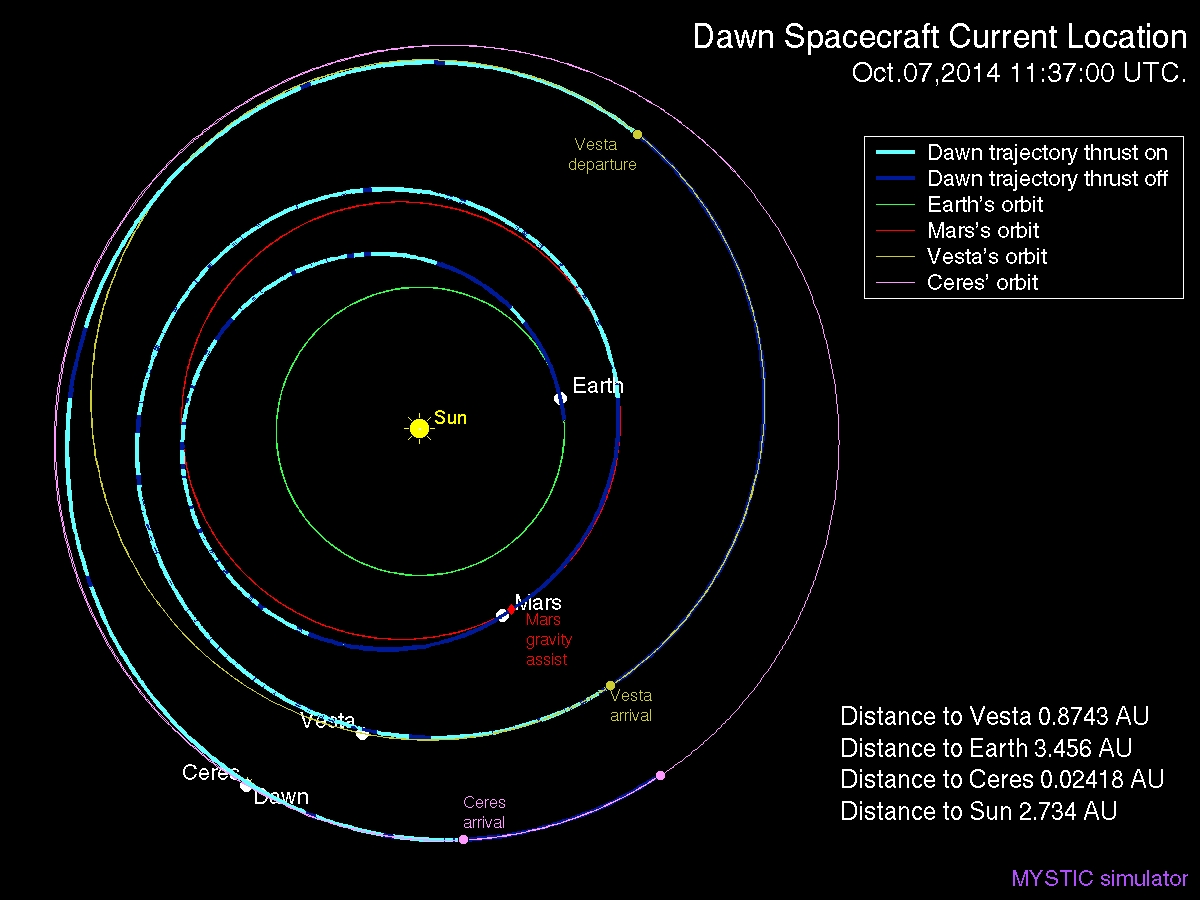 Dawn Spacecraft Current Location
Oct.07,2014 11:37:00 UTC.
Dawn trajectory thrust on
Dawn trajectory thrust off
Earth's orbit
Mars's orbit
Vesta's orbit
Ceres' orbit
Vesta
departure
Earth
Sun
Mars
Mars
gravity
assist
Vesta
arrival
Vesta
Ceres
Dawn
Ceres
arrival
Distance to Vesta 0.8743 AU
Distance to Earth 3.456 AU
Distance to Ceres 0.02418 AU
Distance to Sun 2.734 AU
MYSTIC simulator